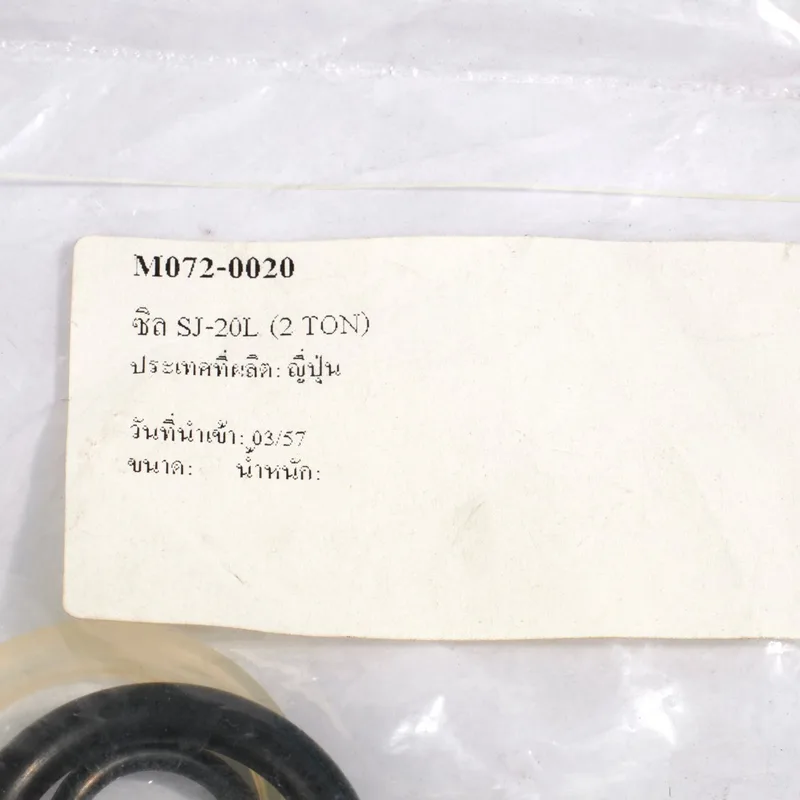 M072-0020
ซิล SJ-20L (2 TON)
ประเทศที่ผลิต: ญี่ปุ่น
วันที่นำเข้า: 03/57
ขนาด: น้ำหนัก: